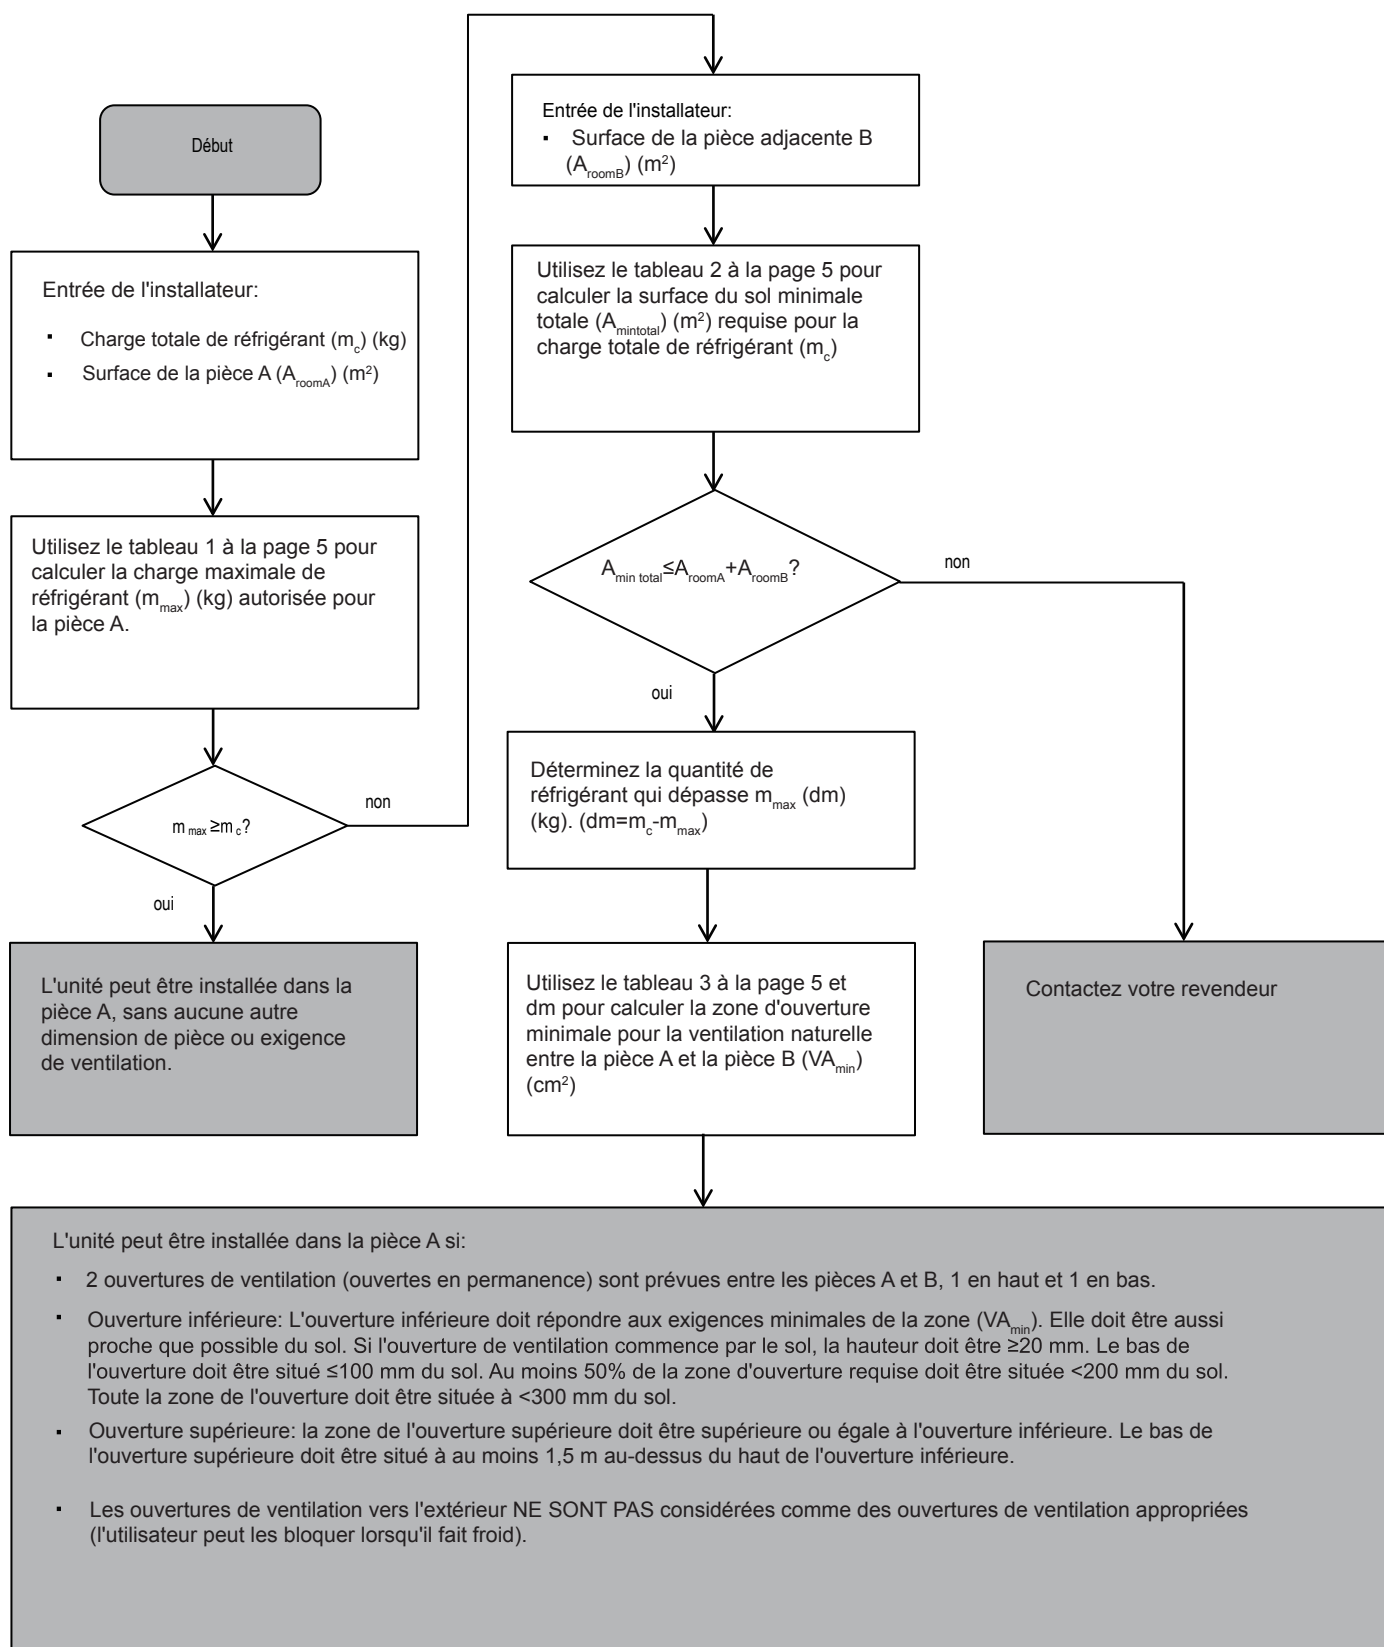 Début
Entrée de l'installateur:
▪ Charge totale de réfrigérant (mc) (kg)
▪ Surface de la pièce A (AroomA) (m²)
Utilisez le tableau 1 à la page 5 pour
calculer la charge maximale de
réfrigérant (mmax) (kg) autorisée pour
la pièce A.
m max ≥m c?
non
oui
L'unité peut être installée dans la
pièce A, sans aucune autre
dimension de pièce ou exigence
de ventilation.
Entrée de l'installateur:
▪ Surface de la pièce adjacente B
(AroomB) (m²)
Utilisez le tableau 2 à la page 5 pour
calculer la surface du sol minimale
totale (Amintotal) (m²) requise pour la
charge totale de réfrigérant (mc)
Amin total≤AroomA+AroomB?
non
oui
Déterminez la quantité de
réfrigérant qui dépasse mmax (dm)
(kg). (dm=mc-mmax)
Utilisez le tableau 3 à la page 5 et
dm pour calculer la zone d'ouverture
minimale pour la ventilation naturelle
entre la pièce A et la pièce B (VAmin)
(cm²)
Contactez votre revendeur
L'unité peut être installée dans la pièce A si:
▪ 2 ouvertures de ventilation (ouvertes en permanence) sont prévues entre les pièces A et B, 1 en haut et 1 en bas.
▪ Ouverture inférieure: L'ouverture inférieure doit répondre aux exigences minimales de la zone (VAmin). Elle doit être aussi
proche que possible du sol. Si l'ouverture de ventilation commence par le sol, la hauteur doit être ≥20 mm. Le bas de
l'ouverture doit être situé ≤100 mm du sol. Au moins 50% de la zone d'ouverture requise doit être située <200 mm du sol.
Toute la zone de l'ouverture doit être située à <300 mm du sol.
▪ Ouverture supérieure: la zone de l'ouverture supérieure doit être supérieure ou égale à l'ouverture inférieure. Le bas de
l'ouverture supérieure doit être situé à au moins 1,5 m au-dessus du haut de l'ouverture inférieure.
▪ Les ouvertures de ventilation vers l'extérieur NE SONT PAS considérées comme des ouvertures de ventilation appropriées
(l'utilisateur peut les bloquer lorsqu'il fait froid).